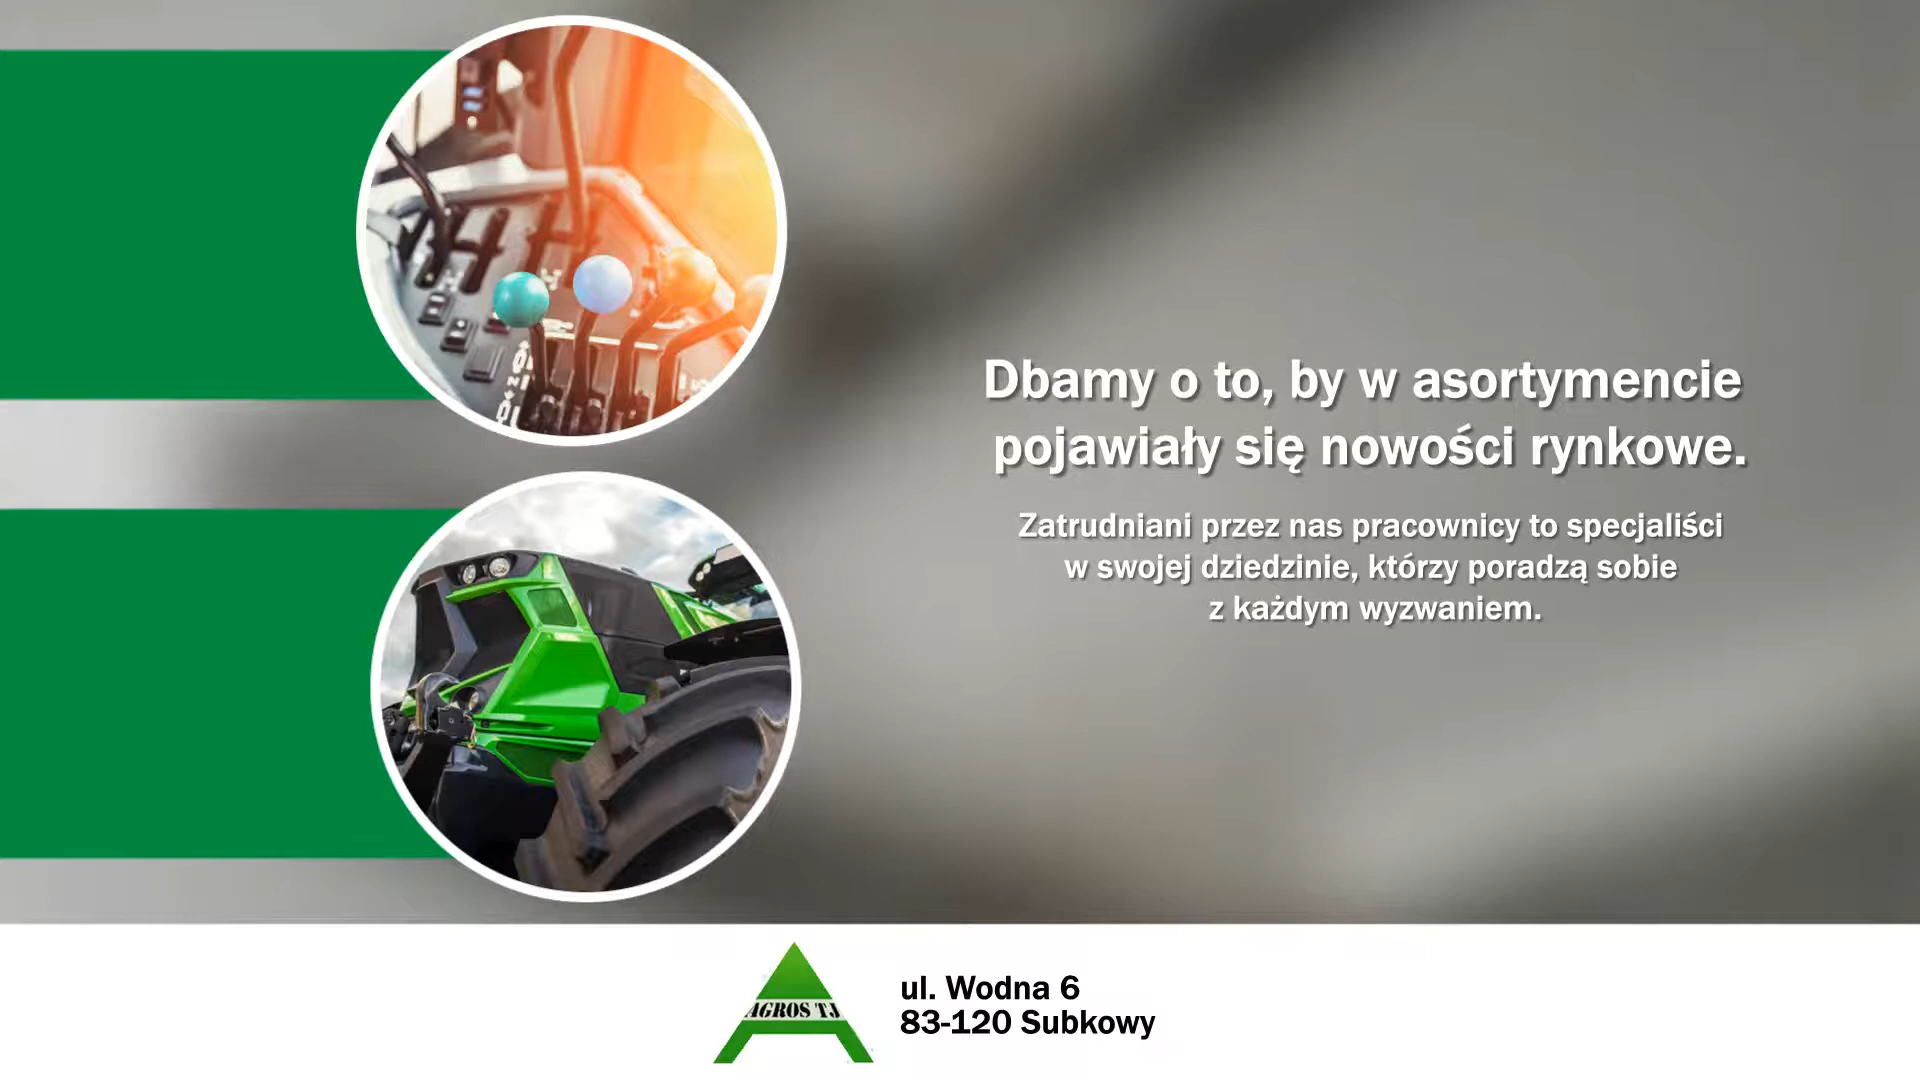 Dbamy o to, by w asortymencie
pojawiały się nowości rynkowe.
Zatrudniani przez nas pracownicy to specjaliści
w swojej dziedzinie, którzy poradzą sobie
z każdym wyzwaniem.
AGROS TJ
ul. Wodna 6
83-120 Subkowy